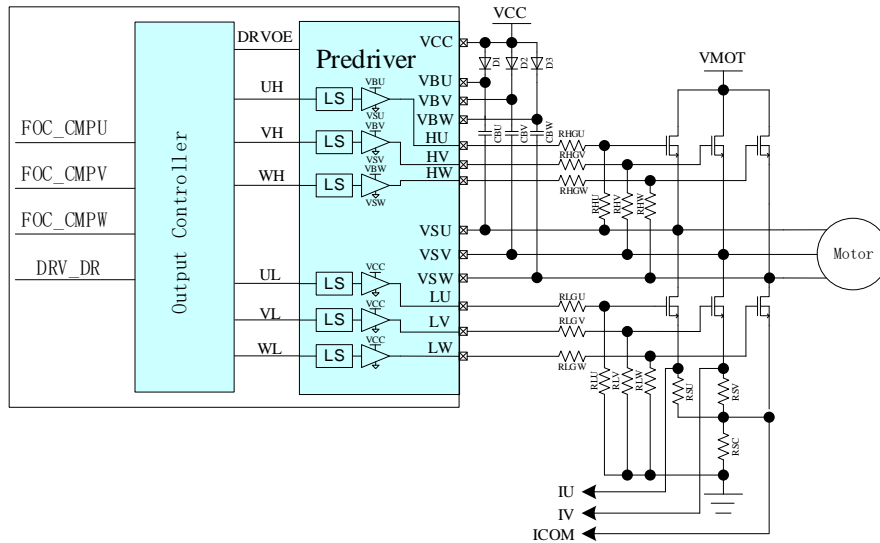 VCC
DRVOE
VCC
Predriver
D1
D2
D3
VMOT
VBU
UH
LS
VBU
VBV
VSU
VBW
CBU
CBV
CBW
FOC_CMPU
VH
LS
VBV
HU
RHGU
VSV
HV
RHGV
FOC_CMPV
WH
LS
VBW
HW
RHGW
VSW
RHU
RHV
RHW
FOC_CMPW
VSU
Output Controller
VSV
Motor
DRV_DR
VSW
UL
LS
VCC
LU
RLGU
VL
LS
VCC
LV
RLGV
WL
LS
VCC
LW
RLGW
RLU
RLV
RLW
RSU
RSV
RSC
IU
IV
ICOM